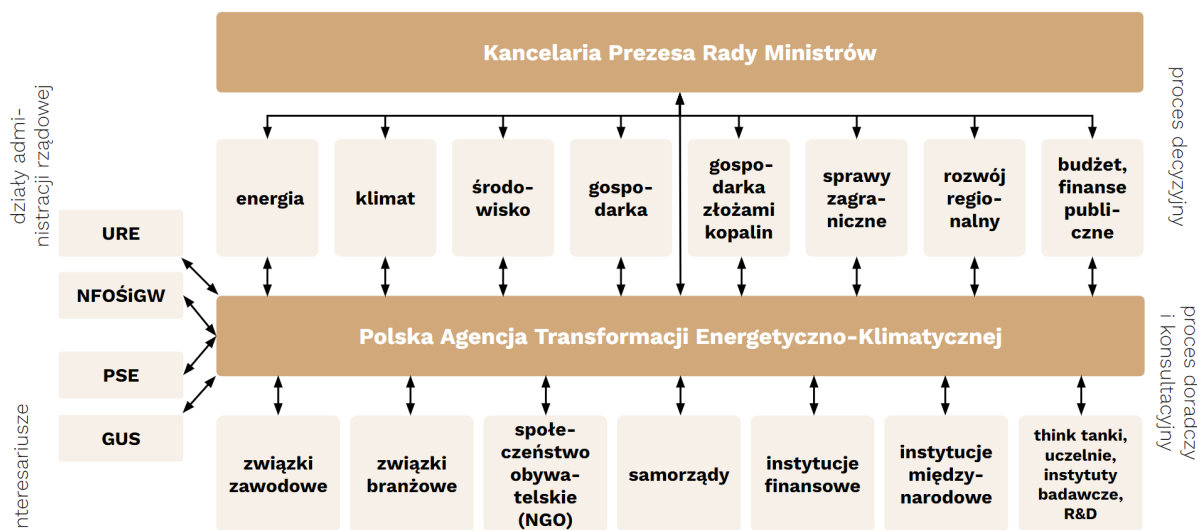 Kancelaria Prezesa Rady Ministrów
działy admi-
nistracji rządowej
proces decyzyjny
energia
klimat
środo-
wisko
gospo-
darka
gospo-
darka
złożami
kopalin
sprawy
zagra-
niczne
rozwój
regio-
nalny
budżet,
finanse
publi-
czne
URE
NFOŚiGW
PSE
GUS
Polska Agencja Transformacji Energetyczno-Klimatycznej
proces doradczy
i konsultacyjny
nteresariusze
związki
zawodowe
związki
branżowe
społe-
czeństwo
obywa-
telskie
(NGO)
samorządy
instytucje
finansowe
instytucje
między-
narodowe
think tanki,
uczelnie,
instytuty
badawcze,
R&D